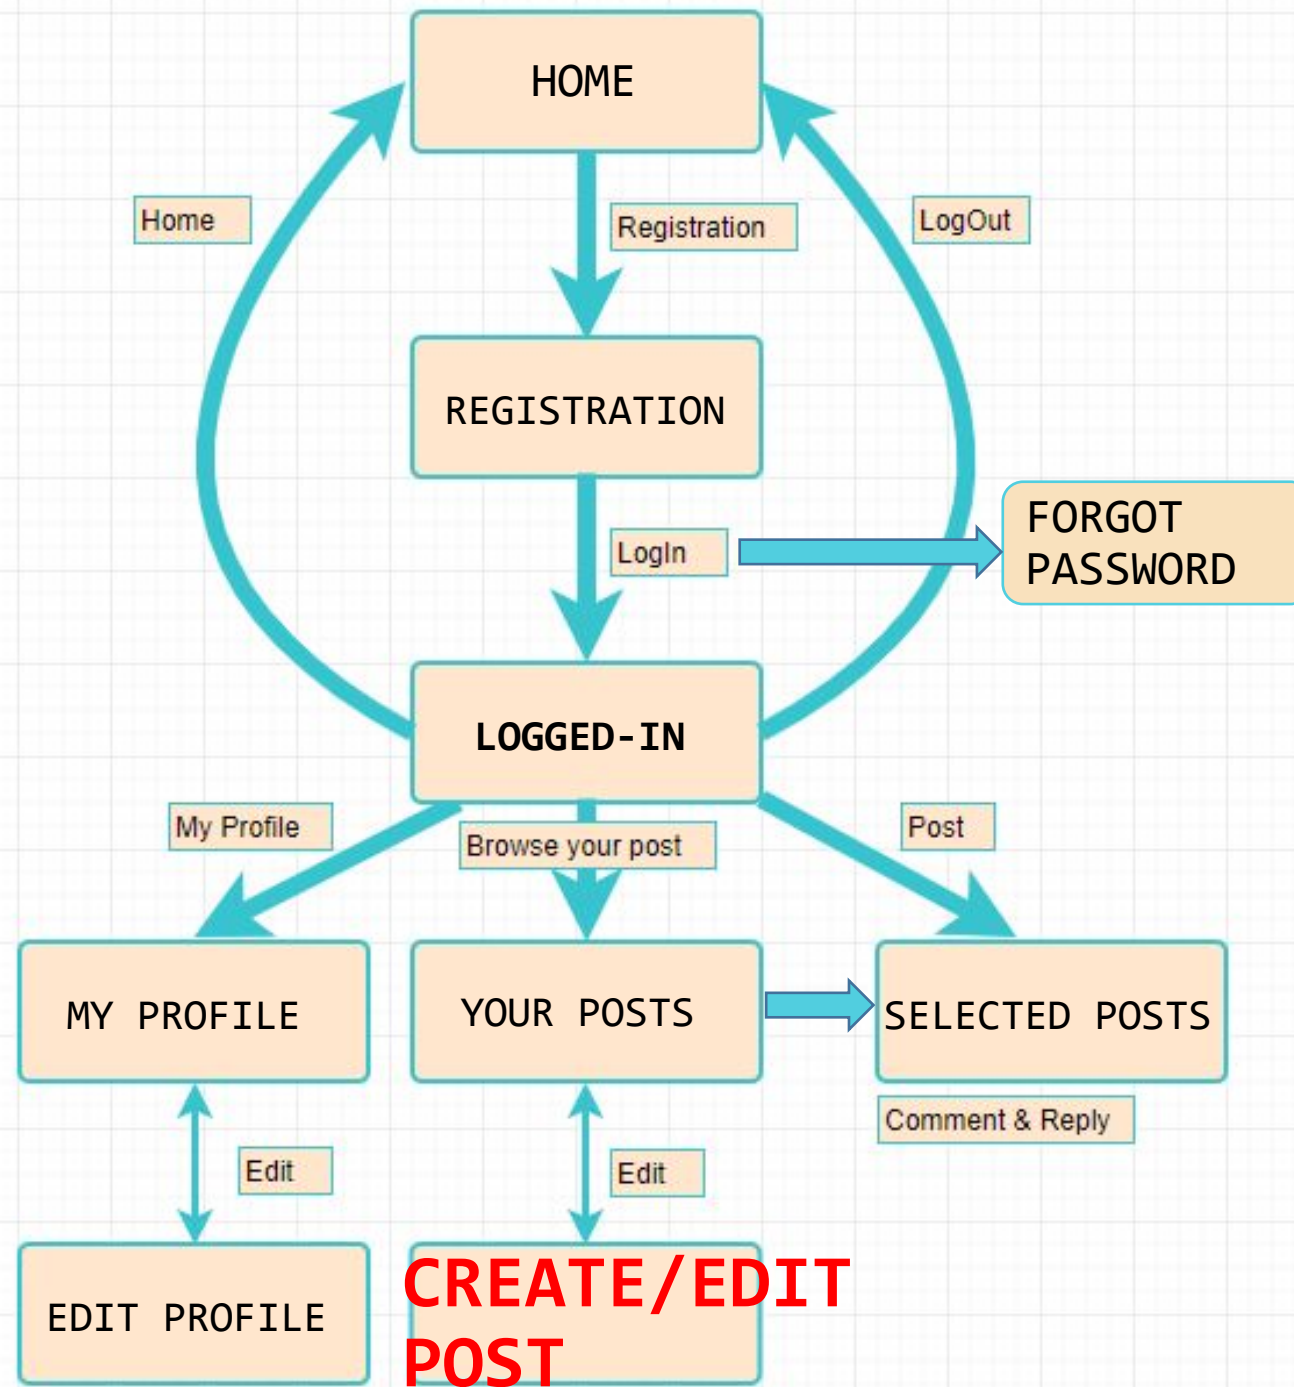 HOME
Home
Registration
LogOut
REGISTRATION
FORGOT
PASSWORD
LogIn
LOGGED-IN
My Profile
Browse your post
Post
MY PROFILE
YOUR POSTS
SELECTED POSTS
Comment & Reply
Edit
Edit
EDIT PROFILE
CREATE/EDIT
POST